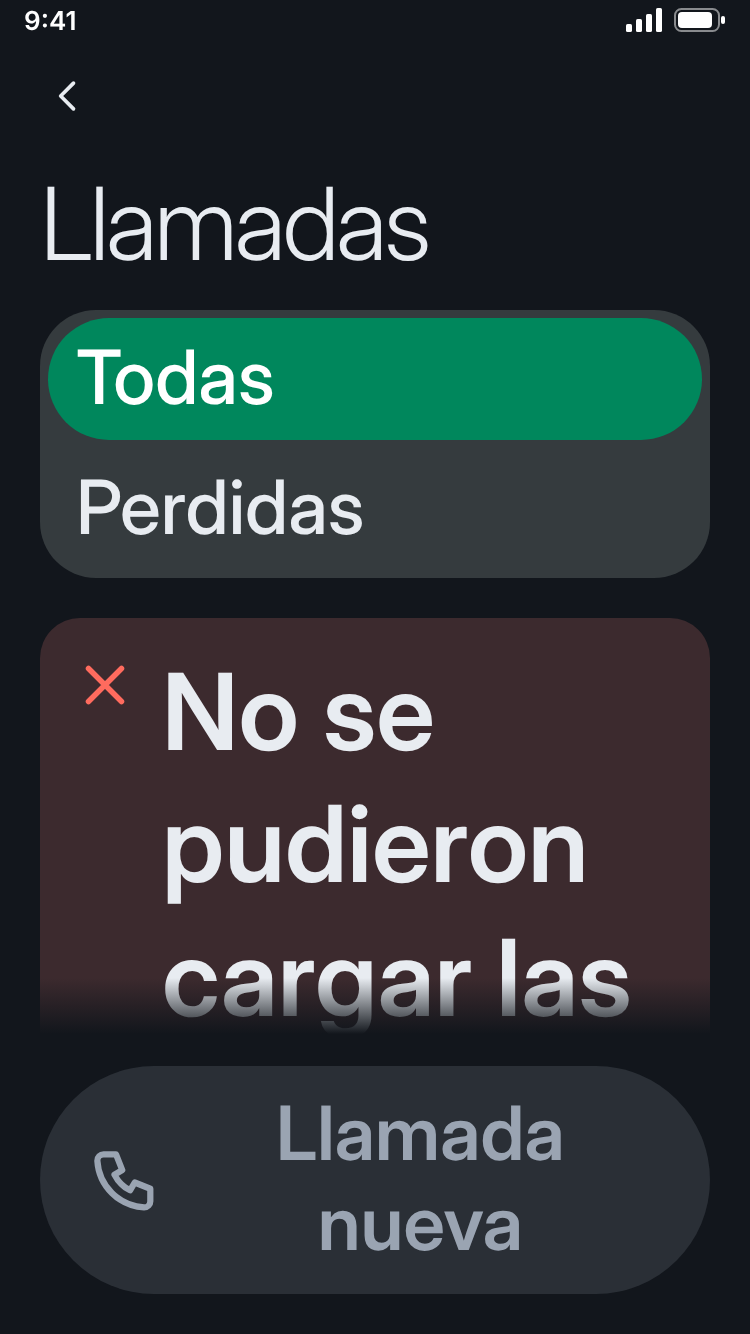 9:41
Llamadas
Todas
Perdidas
No se
pudieron
cargar las
Llamada
nueva